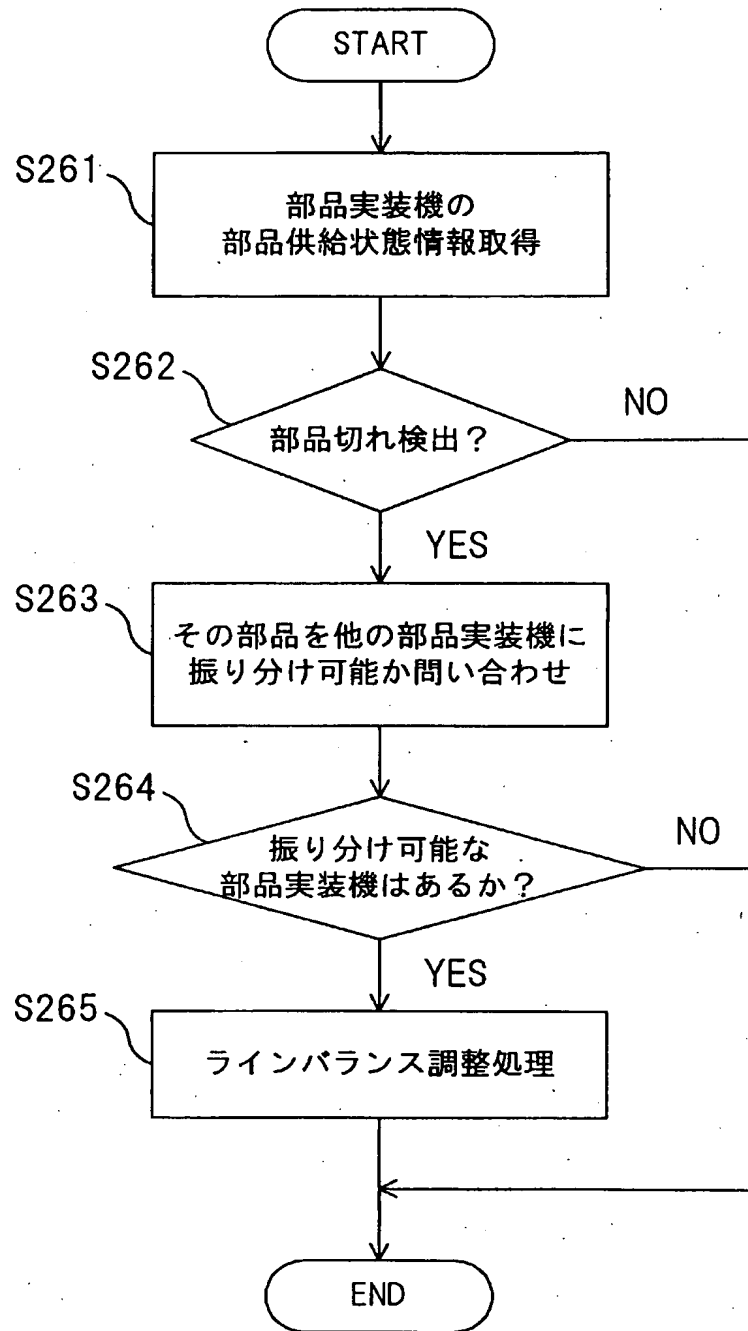 START
S261
部品実装機の
部品供給状態情報取得
S262
部品切れ検出？
NO
YES
S263
その部品を他の部品実装機に
振り分け可能か問い合わせ
S264
振り分け可能な
部品実装機はあるか？
NO
YES
S265
ラインバランス調整処理
END